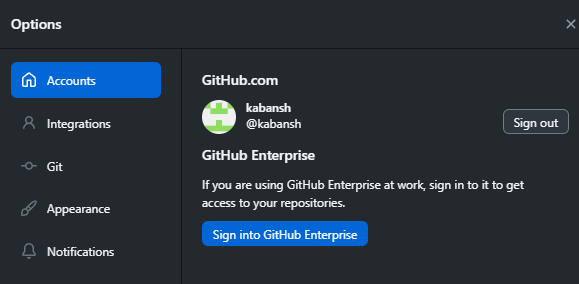 Options
Accounts
Integrations
Git
Appearance
Notifications
GitHub.com
kabansh
@kabansh
Sign out
GitHub Enterprise
If you are using GitHub Enterprise at work, sign in to it to get
access to your repositories.
Sign into GitHub Enterprise